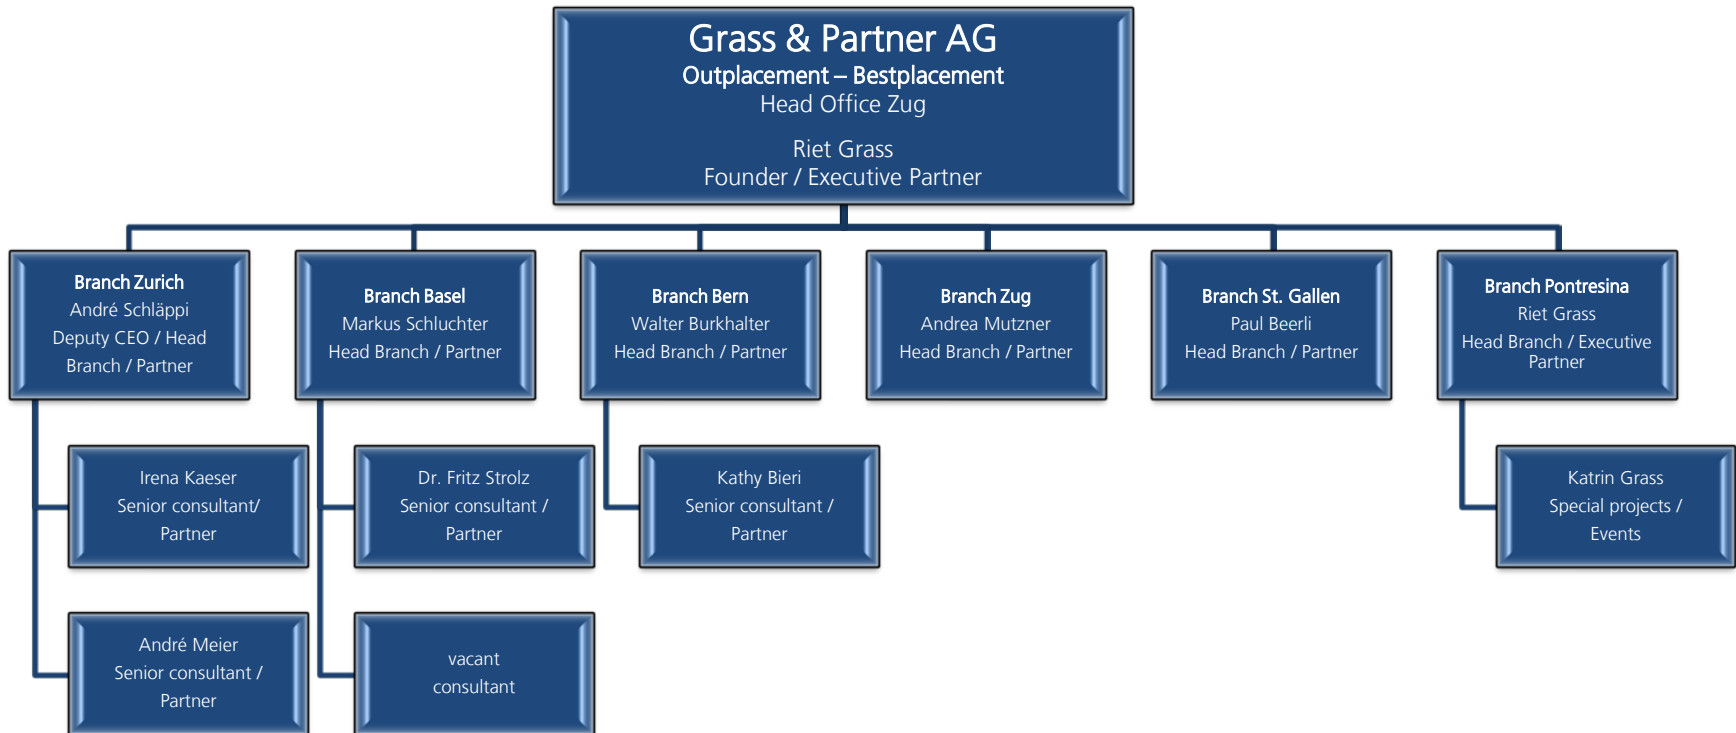 Grass & Partner AG
Outplacement – Bestplacement
Head Office Zug
Riet Grass
Founder / Executive Partner
Branch Zurich
André Schläppi
Deputy CEO / Head
Branch / Partner
Branch Basel
Markus Schluchter
Head Branch / Partner
Branch Bern
Walter Burkhalter
Head Branch / Partner
Branch Zug
Andrea Mutzner
Head Branch / Partner
Branch St. Gallen
Paul Beerli
Head Branch / Partner
Branch Pontresina
Riet Grass
Head Branch / Executive
Partner
Irena Kaeser
Senior consultant/
Partner
Dr. Fritz Strolz
Senior consultant /
Partner
Kathy Bieri
Senior consultant /
Partner
Katrin Grass
Special projects /
Events
André Meier
Senior consultant /
Partner
vacant
consultant